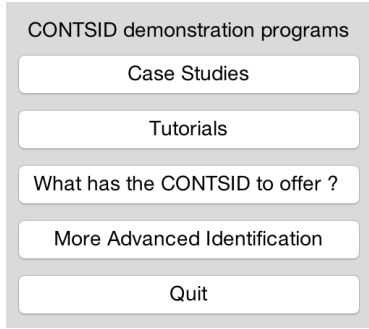 CONTSID demonstration programs
Case Studies
Tutorials
What has the CONTSID to offer ?
More Advanced Identification
Quit